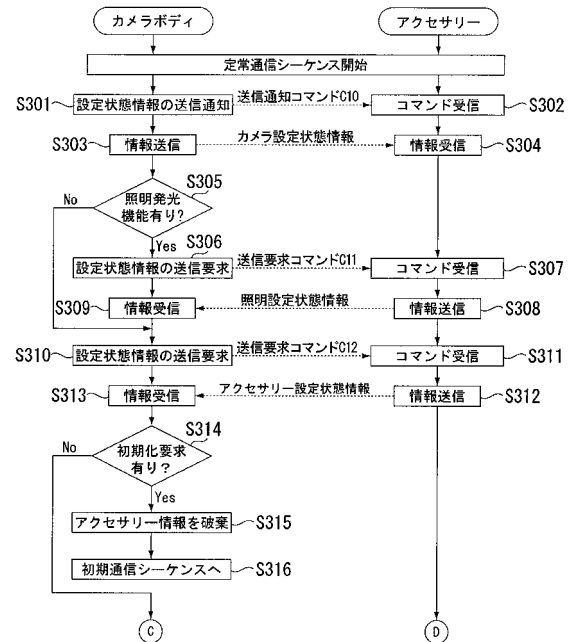 カメラボディ
アクセサリー
定常通信シーケンス開始
S301
設定状態情報の送信通知
送信通知コマンドC10
コマンド受信
S302
S303
情報送信
カメラ設定状態情報
情報受信
S304
S305
照明発光
機能有り?
No
Yes
S306
設定状態情報の送信要求
送信要求コマンドC11
コマンド受信
S307
S309
情報受信
照明設定状態情報
情報送信
S308
S310
設定状態情報の送信要求
送信要求コマンドC12
コマンド受信
S311
S313
情報受信
アクセサリー設定状態情報
情報送信
S312
S314
初期化要求
有り?
No
Yes
アクセサリー情報を破棄
S315
初期通信シーケンスへ
S316
C
D